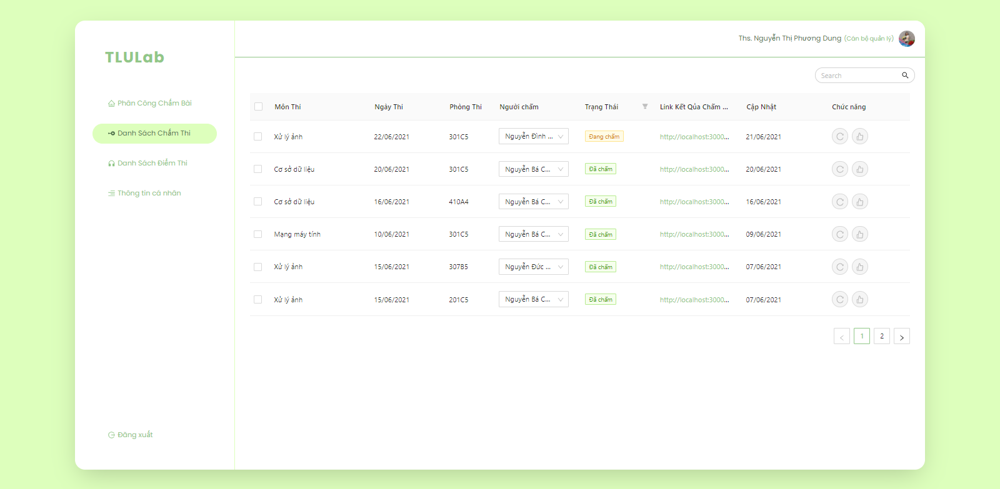 TLULab
Phân Công Chấm Bài
Danh Sách Chấm Thi
Danh Sách Điểm Thi
Thông tin cá nhân
Đăng xuất
Ths. Nguyễn Thị Phương Dung (Cán bộ quản lý)
Search
Môn Thi Ngày Thi Phòng Thi Người chấm Trạng Thái Link Kết Qủa Chấm ... Cập Nhật Chức năng
Xử lý ảnh 22/06/2021 301C5 Nguyễn Đình ... Đang chấm http://localhost:3000... 21/06/2021
Cơ sở dữ liệu 20/06/2021 301C5 Nguyễn Bá C... Đã chấm http://localhost:3000... 20/06/2021
Cơ sở dữ liệu 16/06/2021 410A4 Nguyễn Bá C... Đã chấm http://localhost:3000... 16/06/2021
Mạng máy tính 10/06/2021 301C5 Nguyễn Bá C... Đã chấm http://localhost:3000... 09/06/2021
Xử lý ảnh 15/06/2021 307B5 Nguyễn Đức ... Đã chấm http://localhost:3000... 07/06/2021
Xử lý ảnh 15/06/2021 201C5 Nguyễn Bá C... Đã chấm http://localhost:3000... 07/06/2021
< 1 2 >